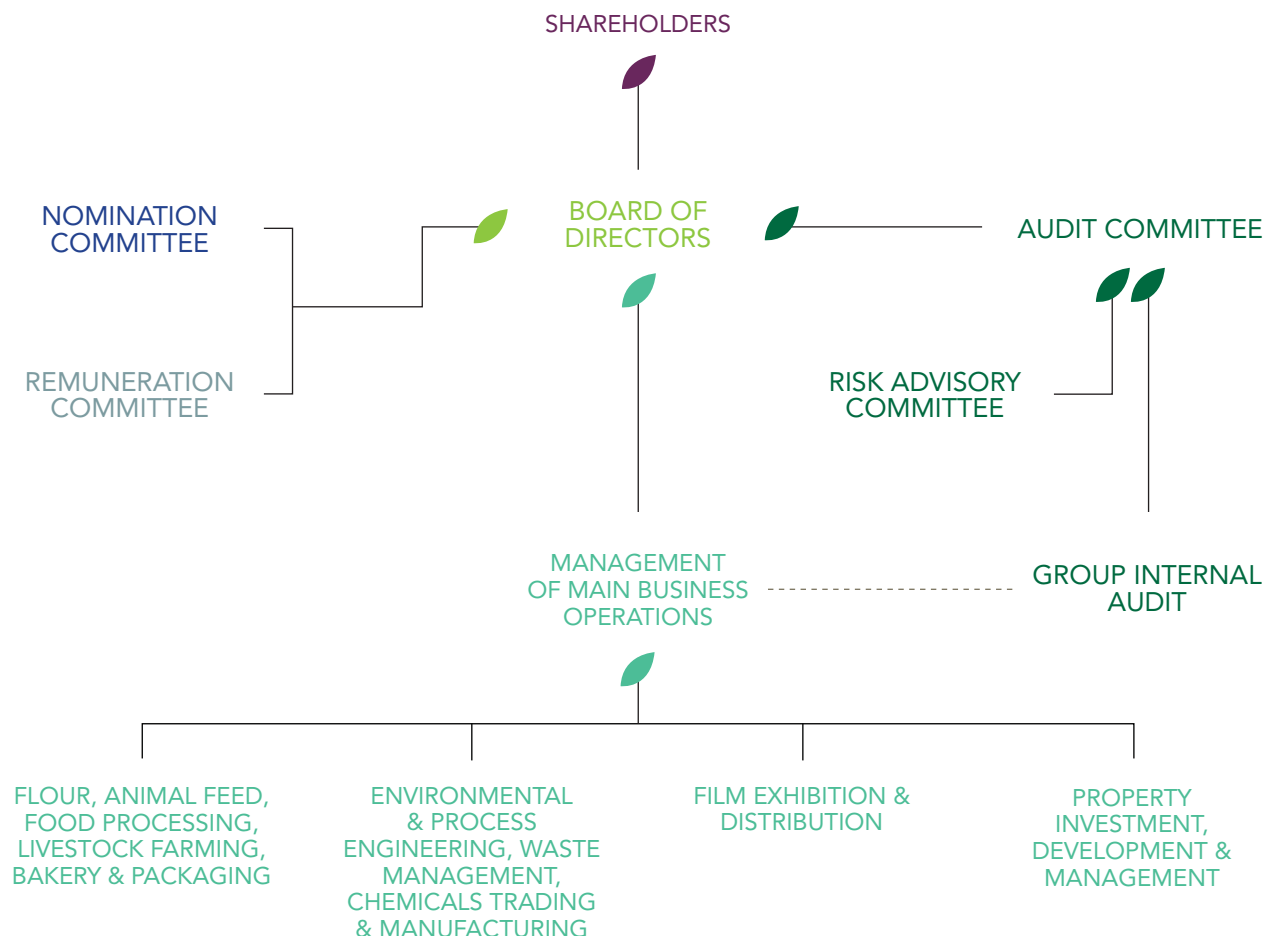 SHAREHOLDERS
NOMINATION
COMMITTEE
BOARD OF
DIRECTORS
AUDIT COMMITTEE
REMUNERATION
COMMITTEE
RISK ADVISORY
COMMITTEE
MANAGEMENT
OF MAIN BUSINESS
OPERATIONS
GROUP INTERNAL
AUDIT
FLOUR, ANIMAL FEED,
FOOD PROCESSING,
LIVESTOCK FARMING,
BAKERY & PACKAGING
ENVIRONMENTAL
& PROCESS
ENGINEERING, WASTE
MANAGEMENT,
CHEMICALS TRADING
& MANUFACTURING
FILM EXHIBITION &
DISTRIBUTION
PROPERTY
INVESTMENT,
DEVELOPMENT &
MANAGEMENT